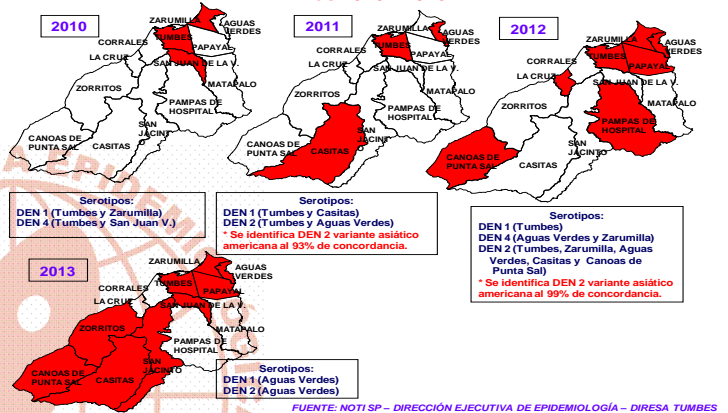 2010
ZARUMILLA
AGUAS
VERDES
CORRALES
TUMBES
PAPAYAL
LA CRUZ
SAN JUAN DE LA V.
MATAPALO
ZORRITOS
PAMPAS DE
HOSPITAL
SAN
JACINTO
CANOAS DE
PUNTA SAL
CASITAS
Serotipos:
DEN 1 (Tumbes y Zarumilla)
DEN 4 (Tumbes y San Juan V.)
2011
ZARUMILLA
AGUAS
VERDES
CORRALES
TUMBES
PAPAYAL
LA CRUZ
SAN JUAN DE LA V.
MATAPALO
ZORRITOS
PAMPAS DE
HOSPITAL
SAN
JACINTO
CANOAS DE
PUNTA SAL
CASITAS
Serotipos:
DEN 1 (Tumbes y Casitas)
DEN 2 (Tumbes y Aguas Verdes)
* Se identifica DEN 2 variante asiático
americana al 93% de concordancia.
2012
ZARUMILLA
AGUAS
VERDES
CORRALES
TUMBES
PAPAYAL
LA CRUZ
SAN JUAN DE LA V.
MATAPALO
ZORRITOS
PAMPAS DE
HOSPITAL
SAN
JACINTO
CANOAS DE
PUNTA SAL
CASITAS
Serotipos:
DEN 1 (Tumbes)
DEN 4 (Aguas Verdes y Zarumilla)
DEN 2 (Tumbes, Zarumilla, Aguas
Verdes, Casitas y Canoas de
Punta Sal)
* Se identifica DEN 2 variante asiático
americana al 99% de concordancia.
2013
ZARUMILLA
AGUAS
VERDES
CORRALES
TUMBES
PAPAYAL
LA CRUZ
SAN JUAN DE LA V.
MATAPALO
ZORRITOS
PAMPAS DE
HOSPITAL
SAN
JACINTO
CANOAS DE
PUNTA SAL
CASITAS
Serotipos:
DEN 1 (Aguas Verdes)
DEN 2 (Aguas Verdes)
FUENTE: NOTI SP – DIRECCIÓN EJECUTIVA DE EPIDEMIOLOGÍA – DIRESA TUMBES